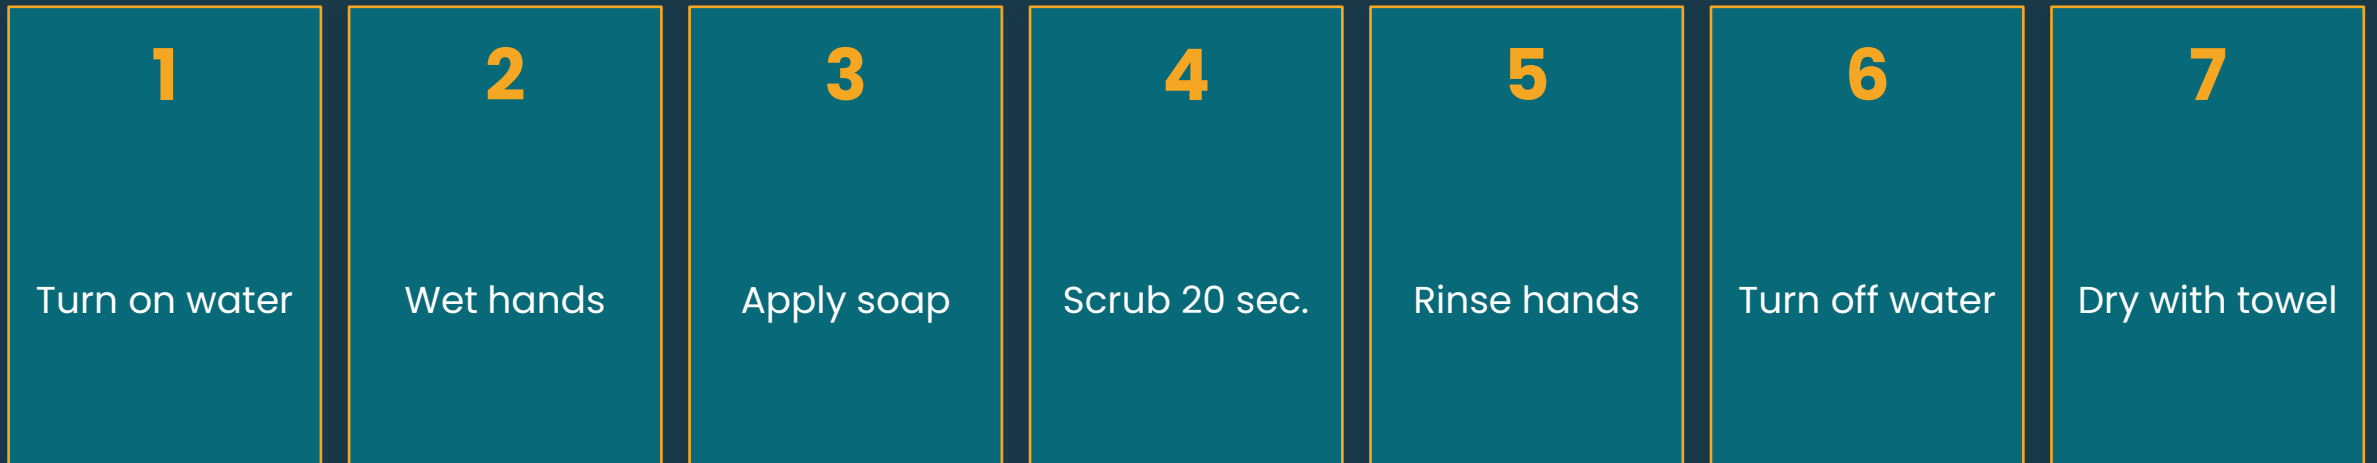 1
Turn on water
2
Wet hands
3
Apply soap
4
Scrub 20 sec.
5
Rinse hands
6
Turn off water
7
Dry with towel